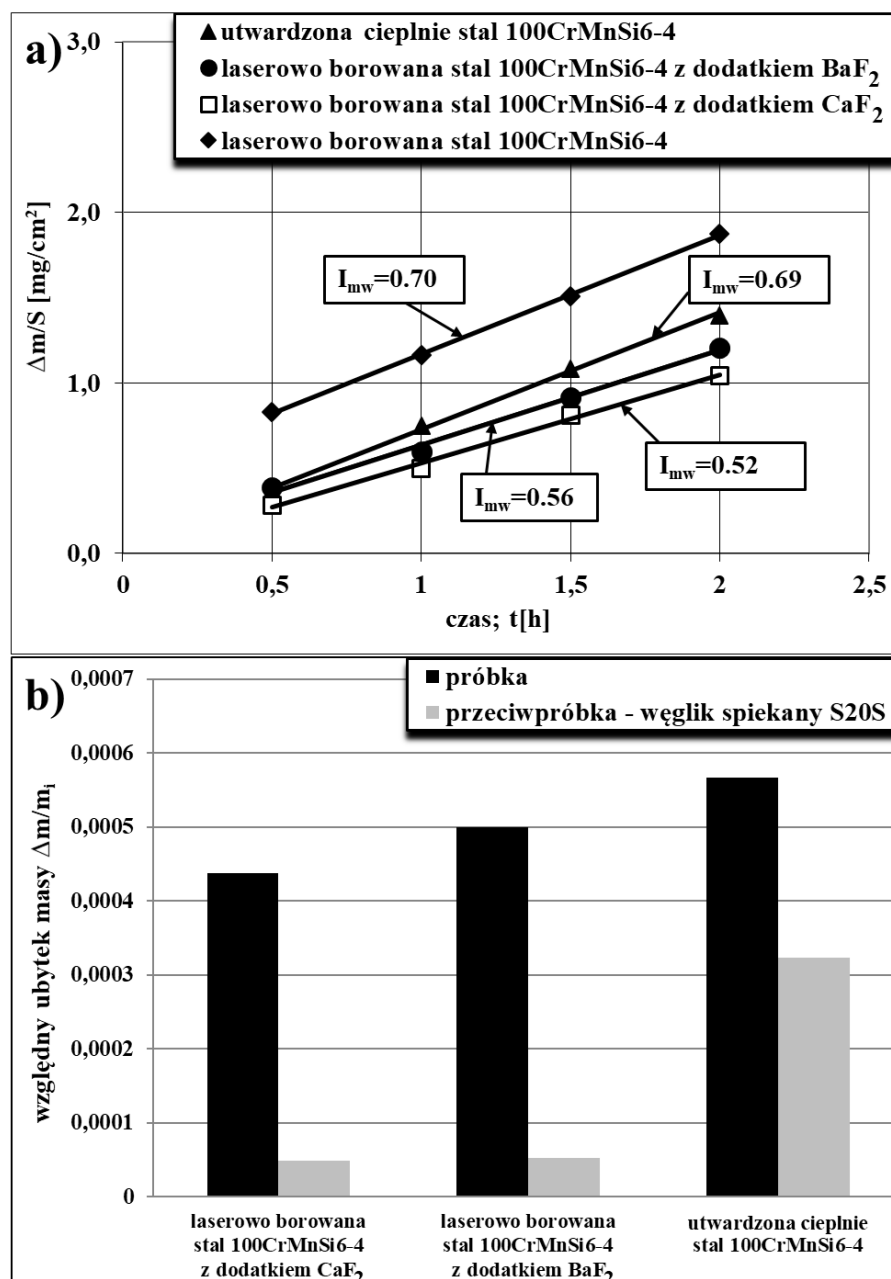 a)
▲ utwardzona cieplnie stal 100CrMnSi6-4
● laserowo borowana stal 100CrMnSi6-4 z dodatkiem BaF₂
□ laserowo borowana stal 100CrMnSi6-4 z dodatkiem CaF₂
◆ laserowo borowana stal 100CrMnSi6-4
3,0
2,0
1,0
0,0
Δm/S [mg/cm²]
I_mw=0.70
I_mw=0.69
I_mw=0.52
I_mw=0.56
0
0,5
1
1,5
2
2,5
czas; t[h]
b)
próbka
przeciwpróbka - węglik spiekany S20S
0,0007
0,0006
0,0005
0,0004
0,0003
0,0002
0,0001
0
względny ubytek masy Δm/mᵢ
laserowo borowana
stal 100CrMnSi6-4
z dodatkiem CaF₂
laserowo borowana
stal 100CrMnSi6-4
z dodatkiem BaF₂
utwardzona cieplnie
stal 100CrMnSi6-4